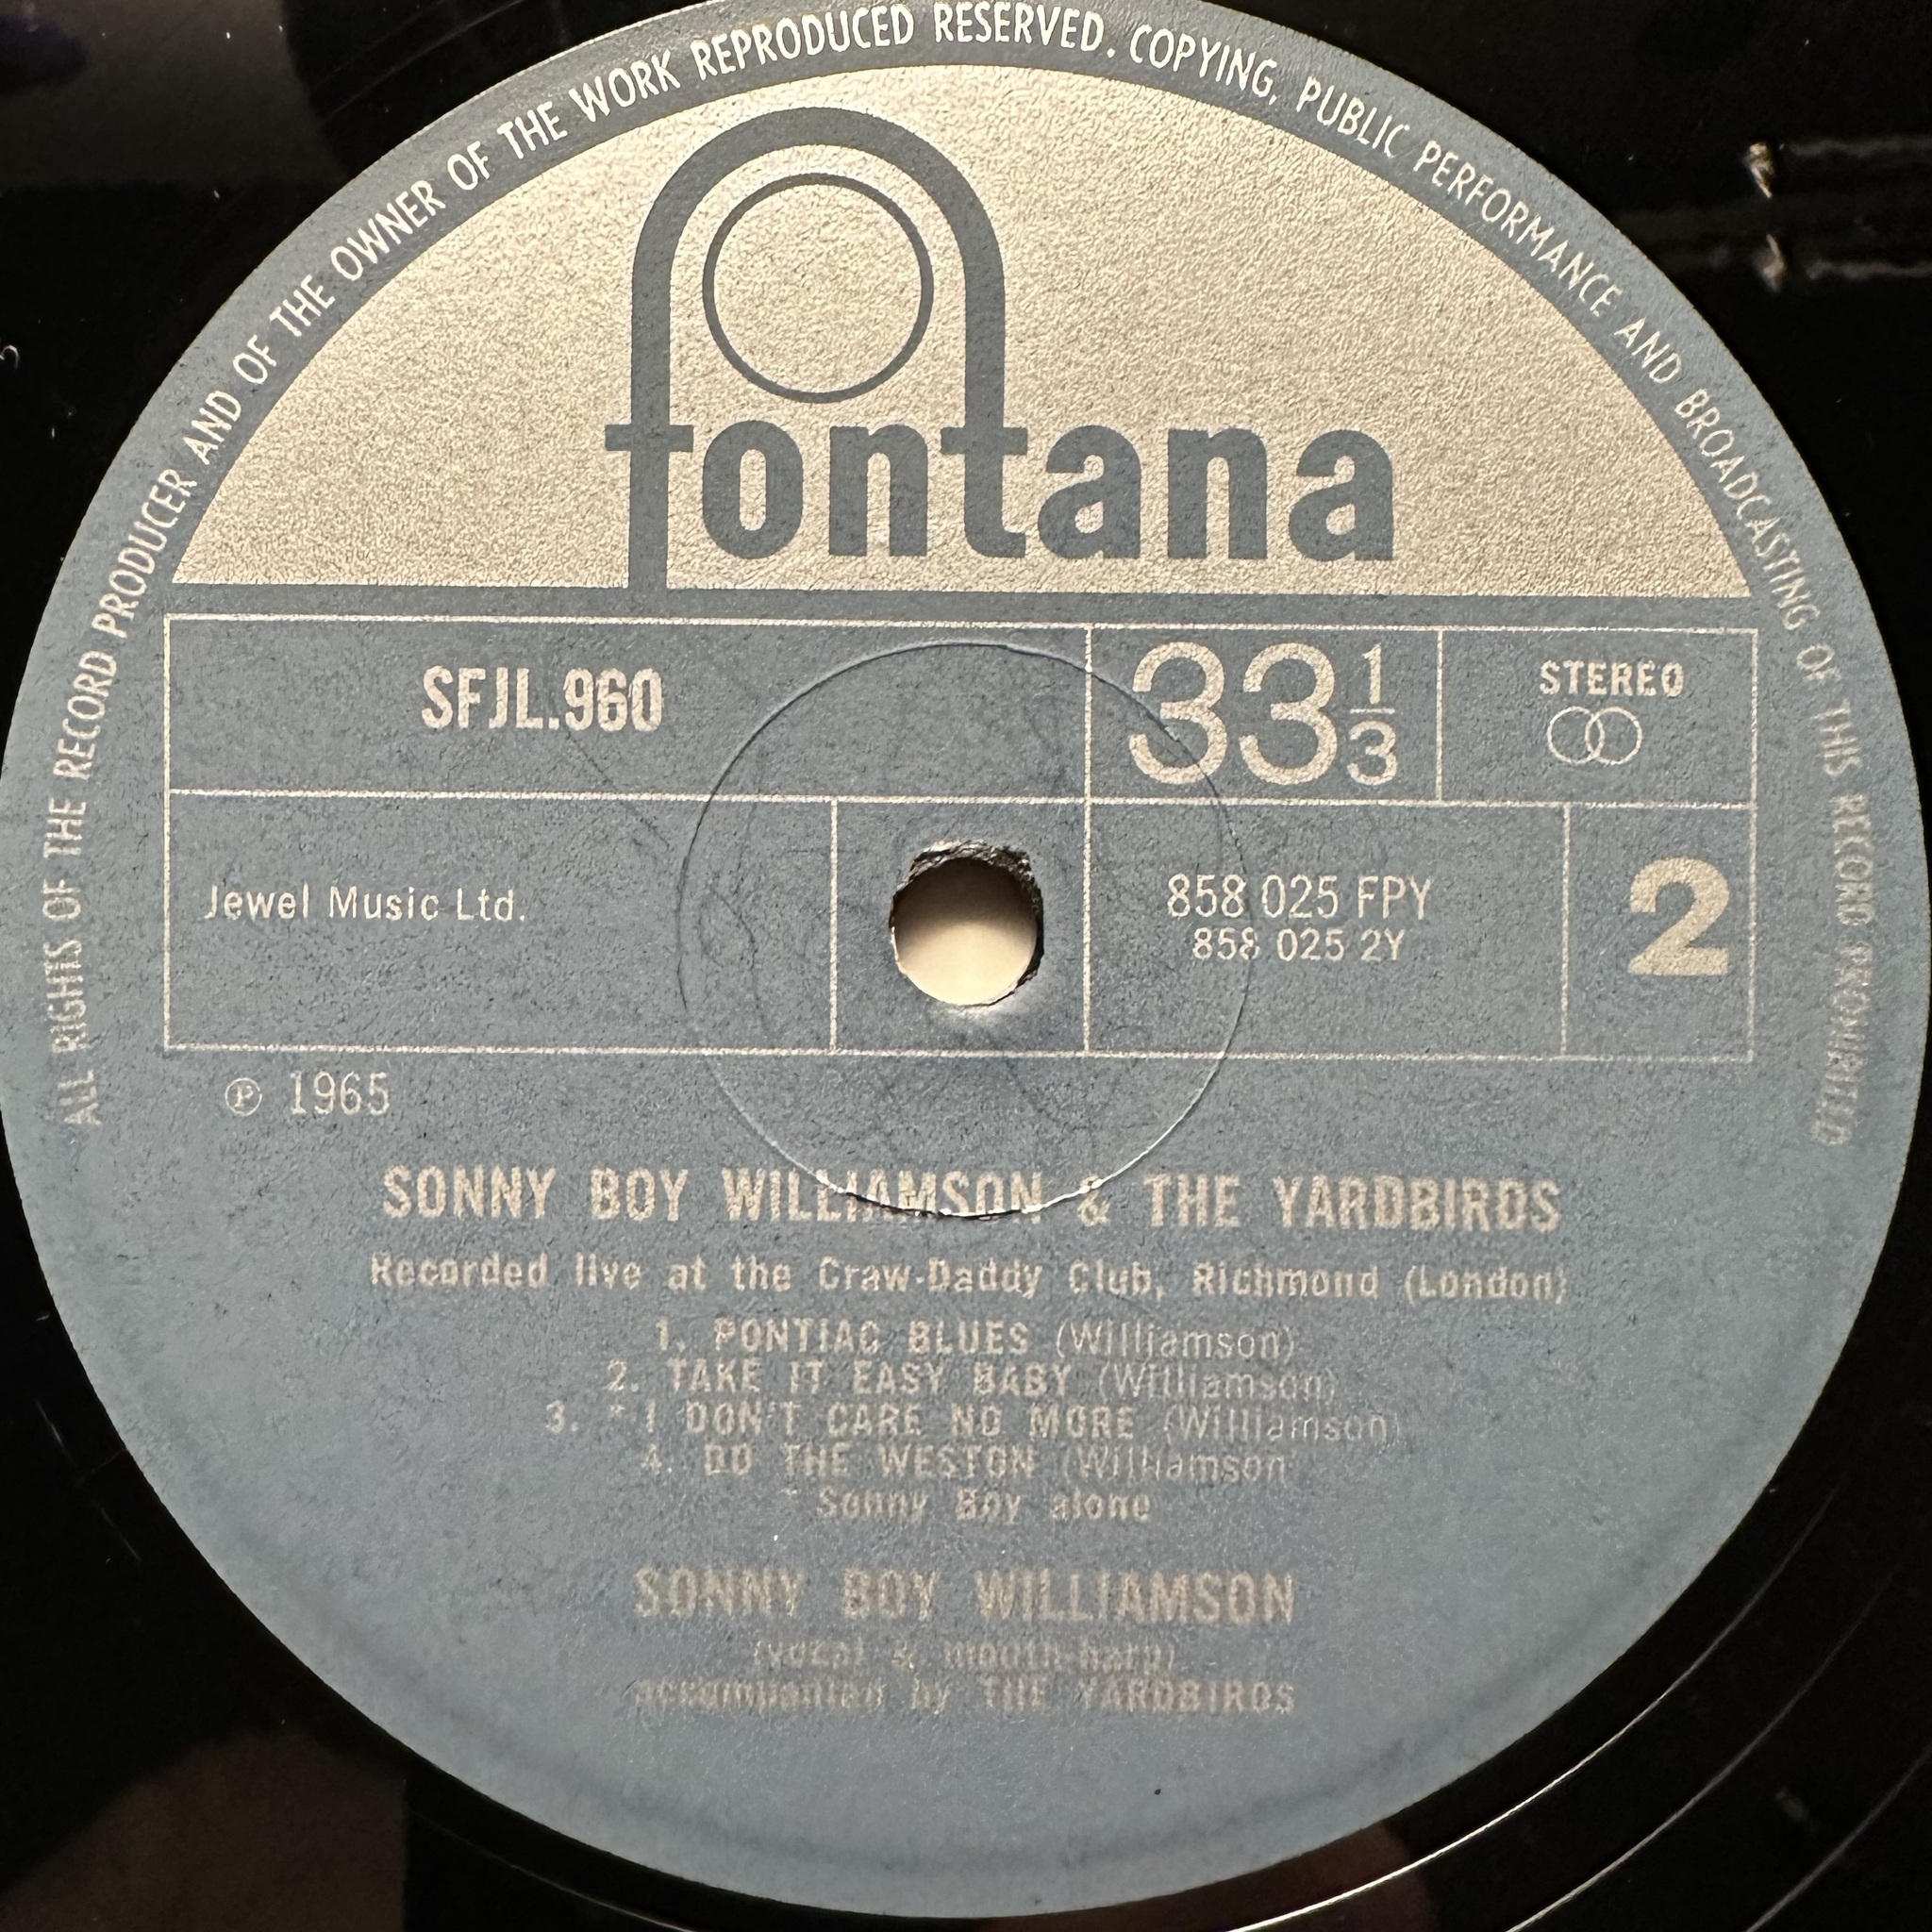 ALL RIGHTS OF THE RECORD PRODUCER AND OF THE OWNER OF THE WORK REPRODUCED RESERVED. COPYING, PUBLIC PERFORMANCE AND BROADCASTING OF THIS RECORD PROHIBITED
fontana
SFJL.960
33 1/3
STEREO
Jewel Music Ltd.
858 025 FPY
858 025 2Y
2
℗ 1965
SONNY BOY WILLIAMSON & THE YARDBIRDS
Recorded live at the Craw-Daddy Club, Richmond (London)
1. PONTIAC BLUES (Williamson)
2. TAKE IT EASY BABY (Williamson)
3. * I DON'T CARE NO MORE (Williamson)
4. DO THE WESTON (Williamson
* Sonny Boy alone
SONNY BOY WILLIAMSON
(vocal & mouth-harp)
accompanied by THE YARDBIRDS